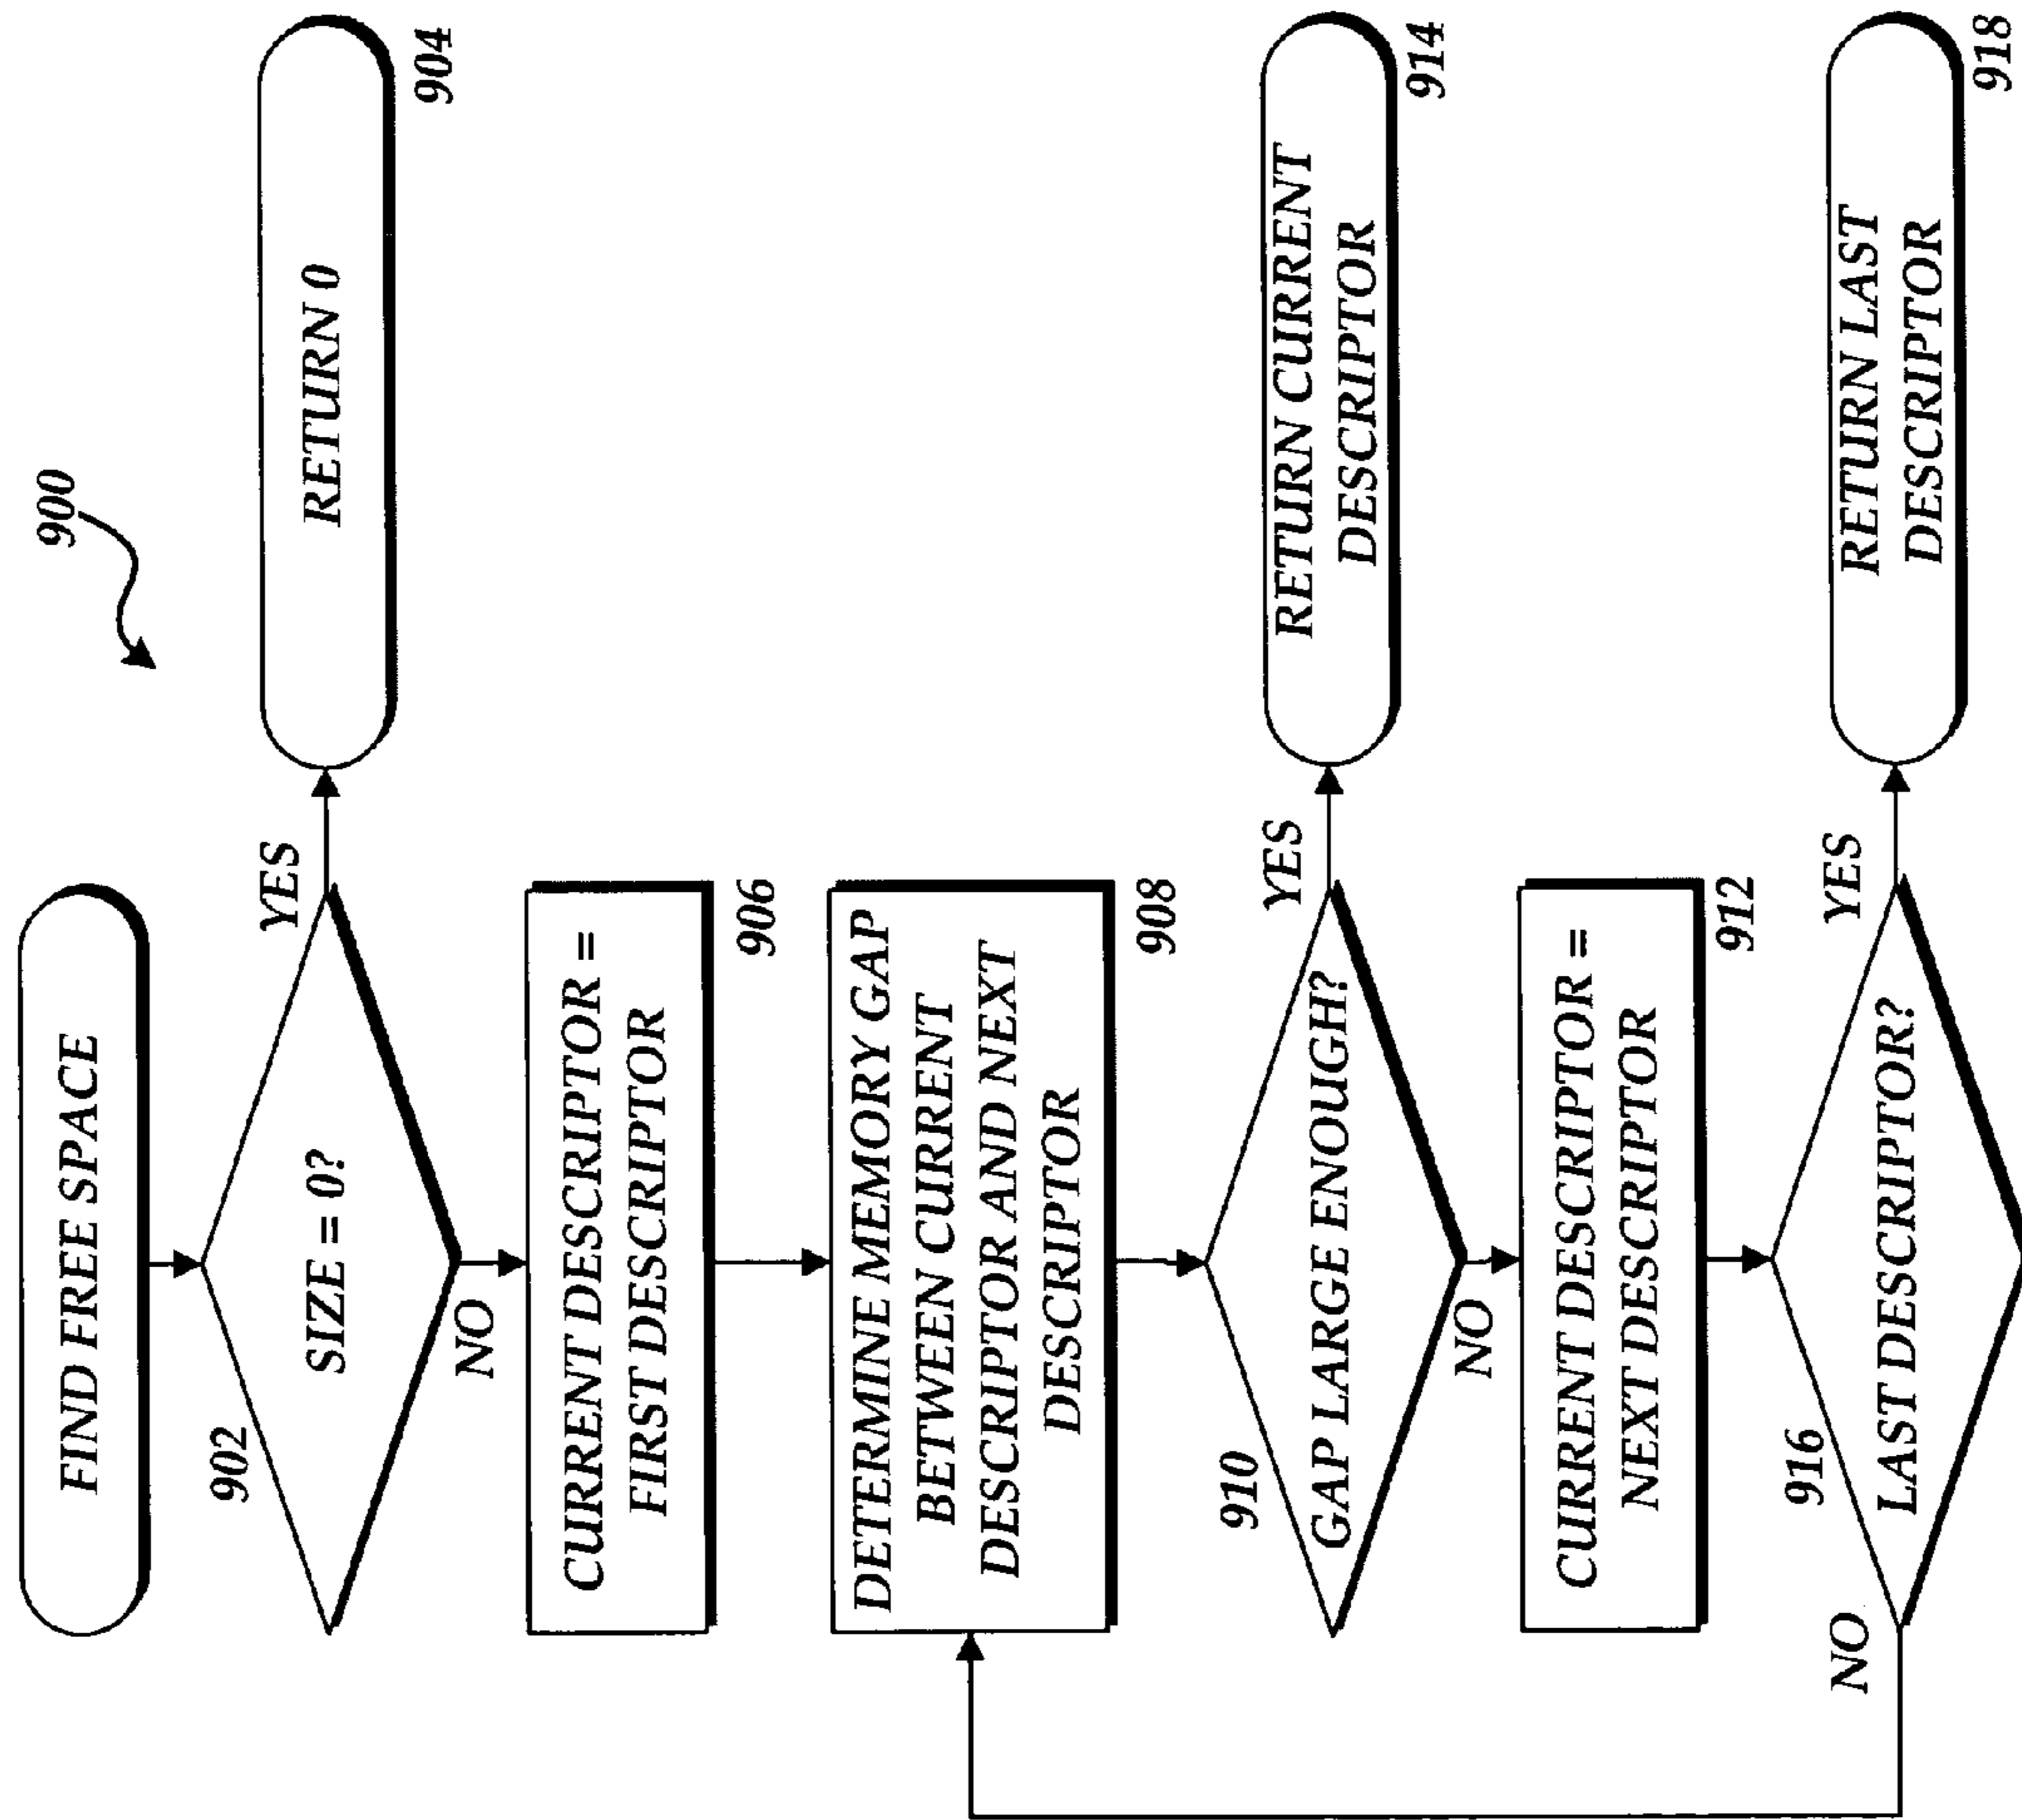 900
FIND FREE SPACE
902
SIZE = 0?
YES
RETURN 0
904
NO
CURRENT DESCRIPTOR =
FIRST DESCRIPTOR
906
DETERMINE MEMORY GAP
BETWEEN CURRENT
DESCRIPTOR AND NEXT
DESCRIPTOR
908
910
GAP LARGE ENOUGH?
YES
RETURN CURRENT
DESCRIPTOR
914
NO
CURRENT DESCRIPTOR =
NEXT DESCRIPTOR
912
916
LAST DESCRIPTOR?
YES
RETURN LAST
DESCRIPTOR
918
NO